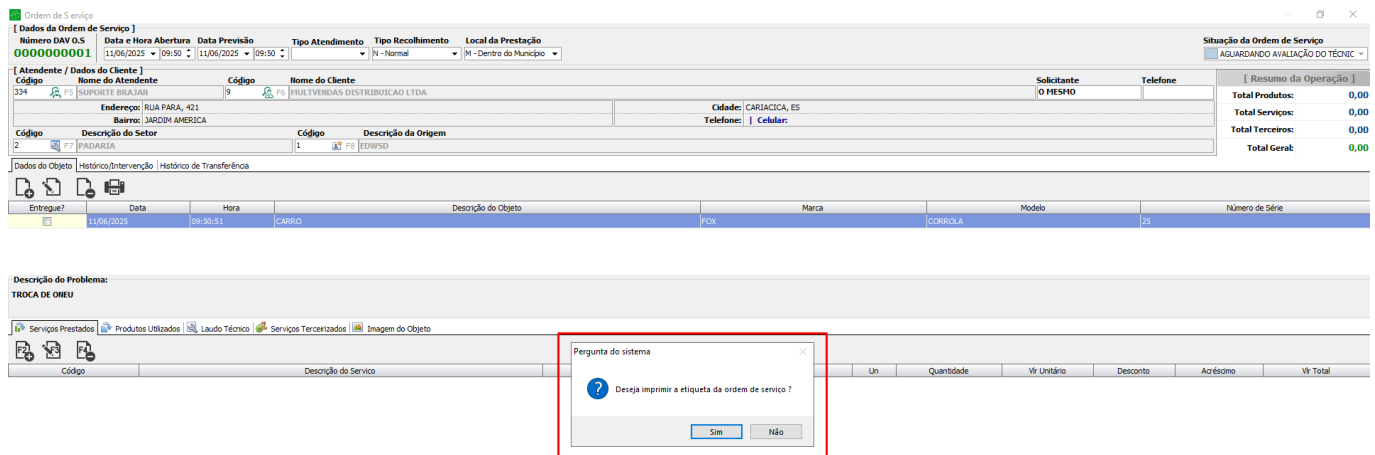 Ordem de Serviço
[ Dados da Ordem de Serviço ]
Número DAV O.S Data e Hora Abertura Data Previsão Tipo Atendimento Tipo Recolhimento Local da Prestação Situação da Ordem de Serviço
0000000001 11/06/2025 09:50 11/06/2025 09:50 N - Normal M - Dentro do Município AGUARDANDO AVALIAÇÃO DO TÉCNIC
[ Atendente / Dados do Cliente ]
Código Nome do Atendente Código Nome do Cliente Solicitante Telefone [ Resumo da Operação ]
334 F5 SUPORTE BRAJAN 9 F6 MULTVENDAS DISTRIBUICAO LTDA O MESMO
Total Produtos: 0,00
Endereço: RUA PARA, 421 Cidade: CARIACICA, ES
Total Serviços: 0,00
Bairro: JARDIM AMERICA Telefone: | Celular:
Total Terceiros: 0,00
Código Descrição do Setor Código Descrição da Origem
2 F7 PADARIA 1 F8 EDWSD
Total Geral: 0,00
Dados do Objeto Histórico/Intervenção Histórico de Transferência
Entregue? Data Hora Descrição do Objeto Marca Modelo Número de Série
11/06/2025 09:50:51 CARRO FOX CORROLA 25
Descrição do Problema:
TROCA DE ONEU
Serviços Prestados Produtos Utilizados Laudo Técnico Serviços Terceirizados Imagem do Objeto
F2 F3 F4
Código Descrição do Servico Un Quantidade Vlr Unitário Desconto Acréscimo Vlr Total
Pergunta do sistema
Deseja imprimir a etiqueta da ordem de serviço ?
Sim Não